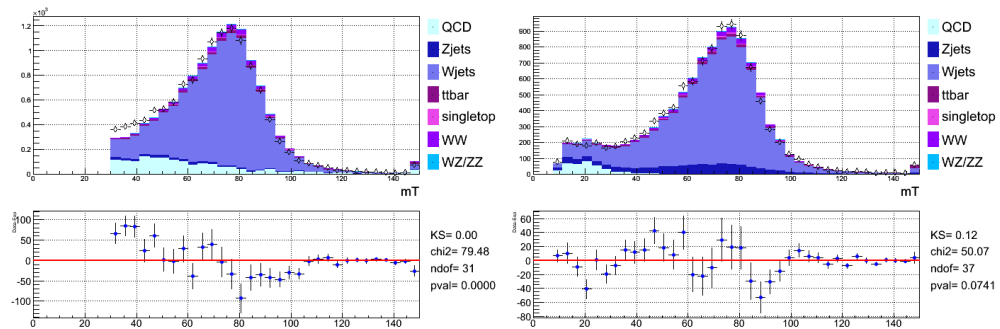 ×10³
1.2
1
0.8
0.6
0.4
0.2
0
0 20 40 60 80 100 120 140
mT
QCD
Zjets
Wjets
ttbar
singletop
WW
WZ/ZZ
100
50
0
-50
-100
0 20 40 60 80 100 120 140
KS= 0.00
chi2= 79.48
ndof= 31
pval= 0.0000
900
800
700
600
500
400
300
200
100
0
0 20 40 60 80 100 120 140
mT
QCD
Zjets
Wjets
ttbar
singletop
WW
WZ/ZZ
60
40
20
0
-20
-40
-60
-80
0 20 40 60 80 100 120 140
KS= 0.12
chi2= 50.07
ndof= 37
pval= 0.0741